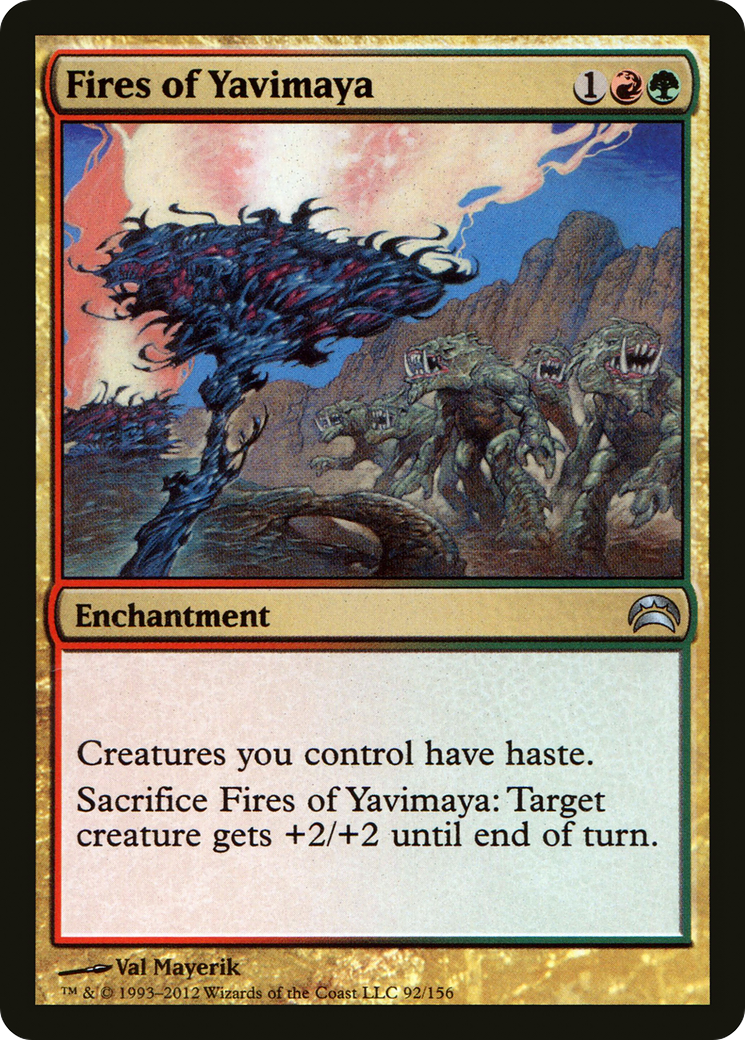 Fires of Yavimaya 1
Enchantment
Creatures you control have haste.
Sacrifice Fires of Yavimaya: Target
creature gets +2/+2 until end of turn.
Val Mayerik
™ & © 1993–2012 Wizards of the Coast LLC 92/156